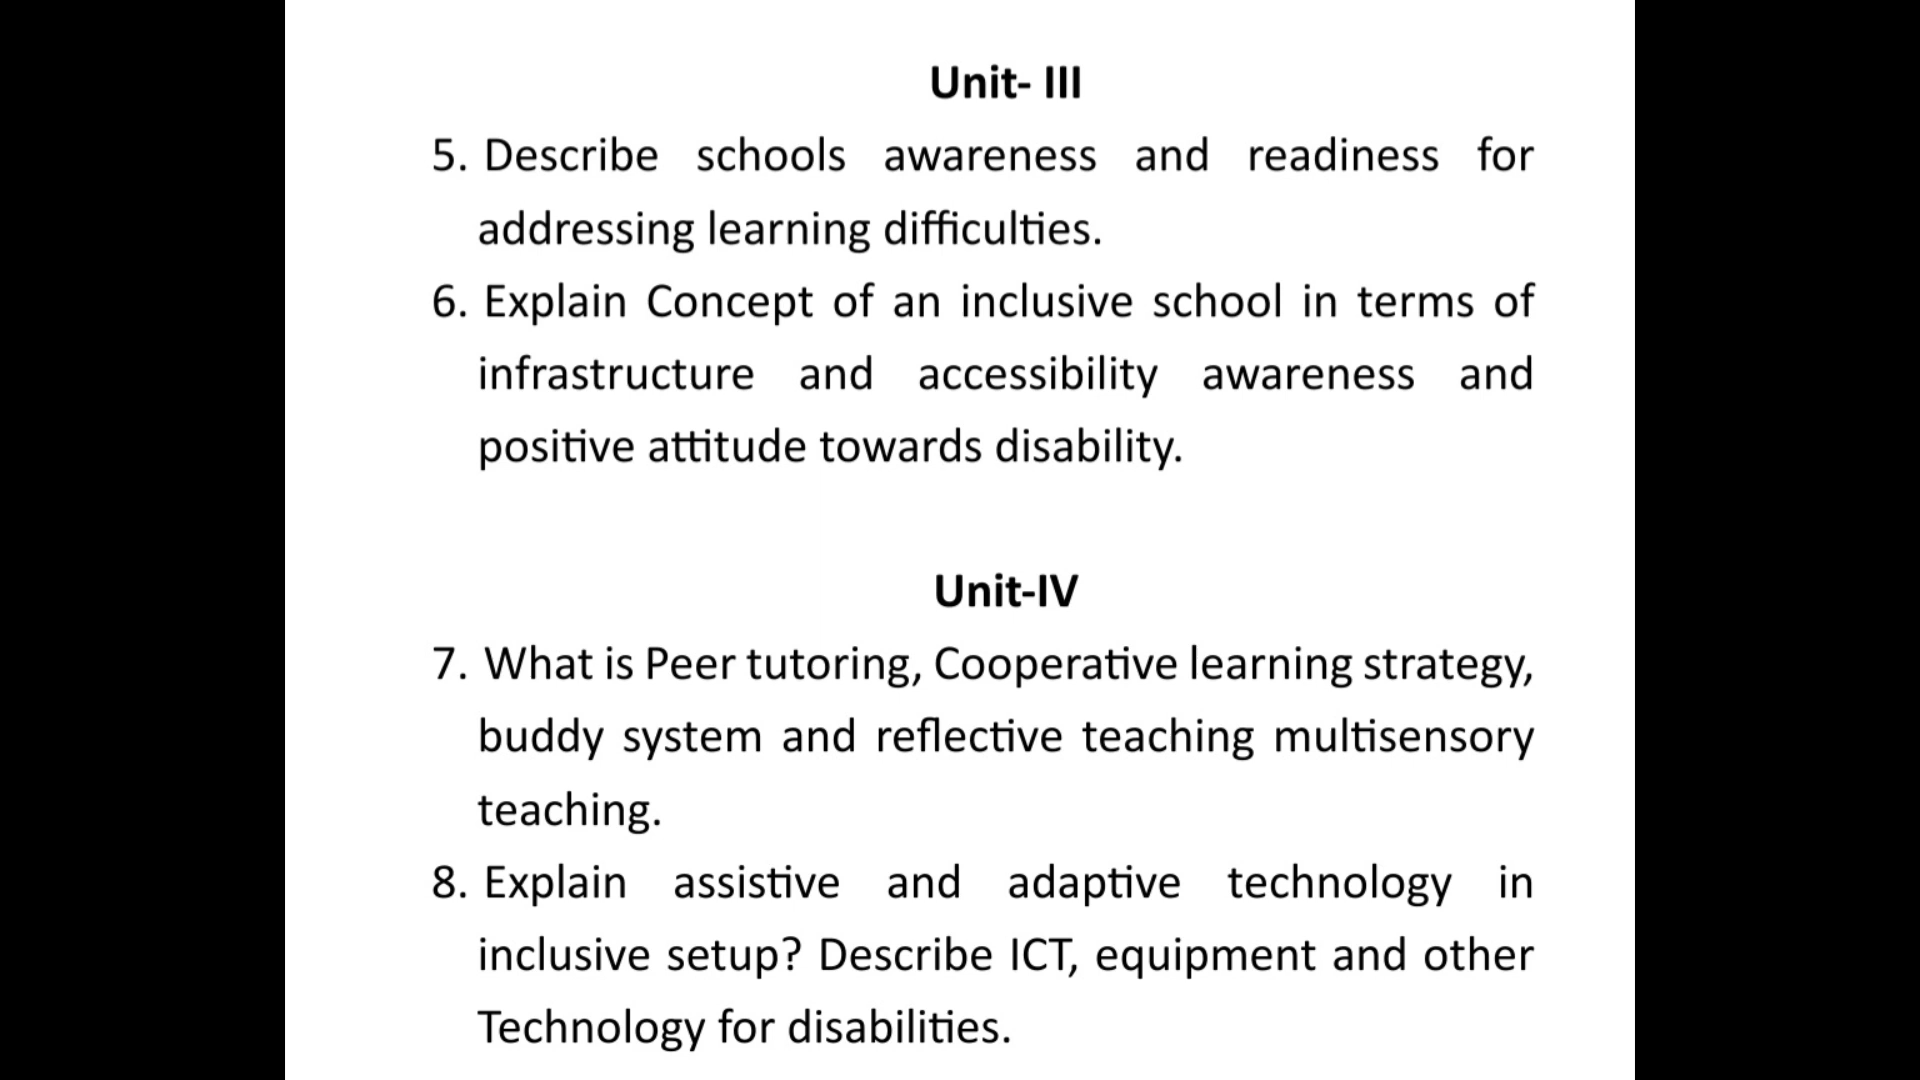 Unit- III
5. Describe schools awareness and readiness for
addressing learning difficulties.
6. Explain Concept of an inclusive school in terms of
infrastructure and accessibility awareness and
positive attitude towards disability.
Unit-IV
7. What is Peer tutoring, Cooperative learning strategy,
buddy system and reflective teaching multisensory
teaching.
8. Explain assistive and adaptive technology in
inclusive setup? Describe ICT, equipment and other
Technology for disabilities.